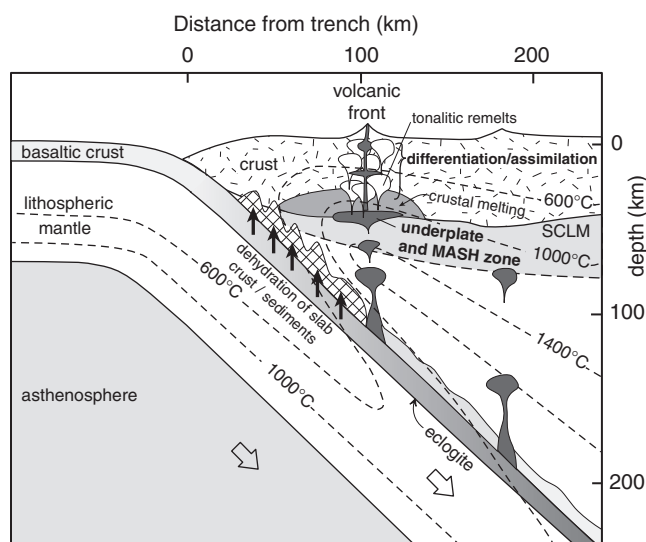 Distance from trench (km)
0
100
200
volcanic
front
tonalitic remelts
basaltic crust
crust
differentiation/assimilation
0
lithospheric
mantle
crustal melting
600°C
SCLM
underplate
and MASH zone
1000°C
depth (km)
600°C
dehydration of slab
crust / sediments
100
1400°C
1000°C
asthenosphere
eclogite
200